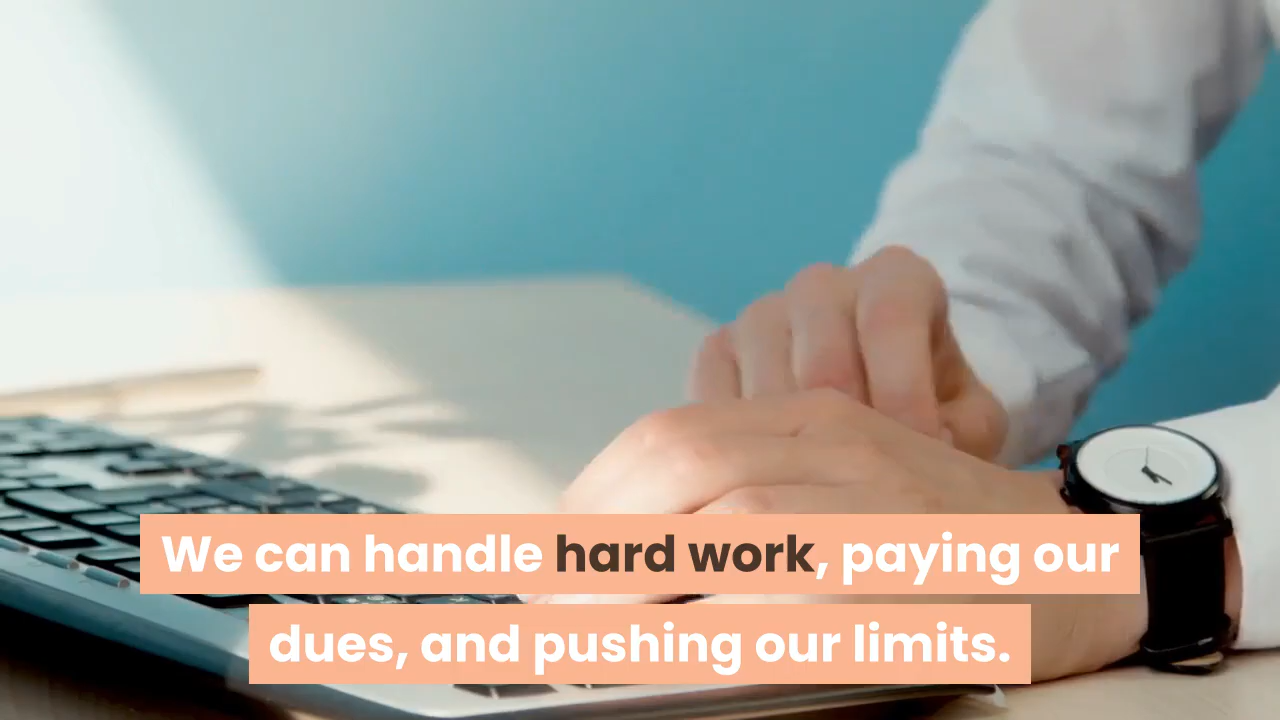 We can handle hard work, paying our
dues, and pushing our limits.